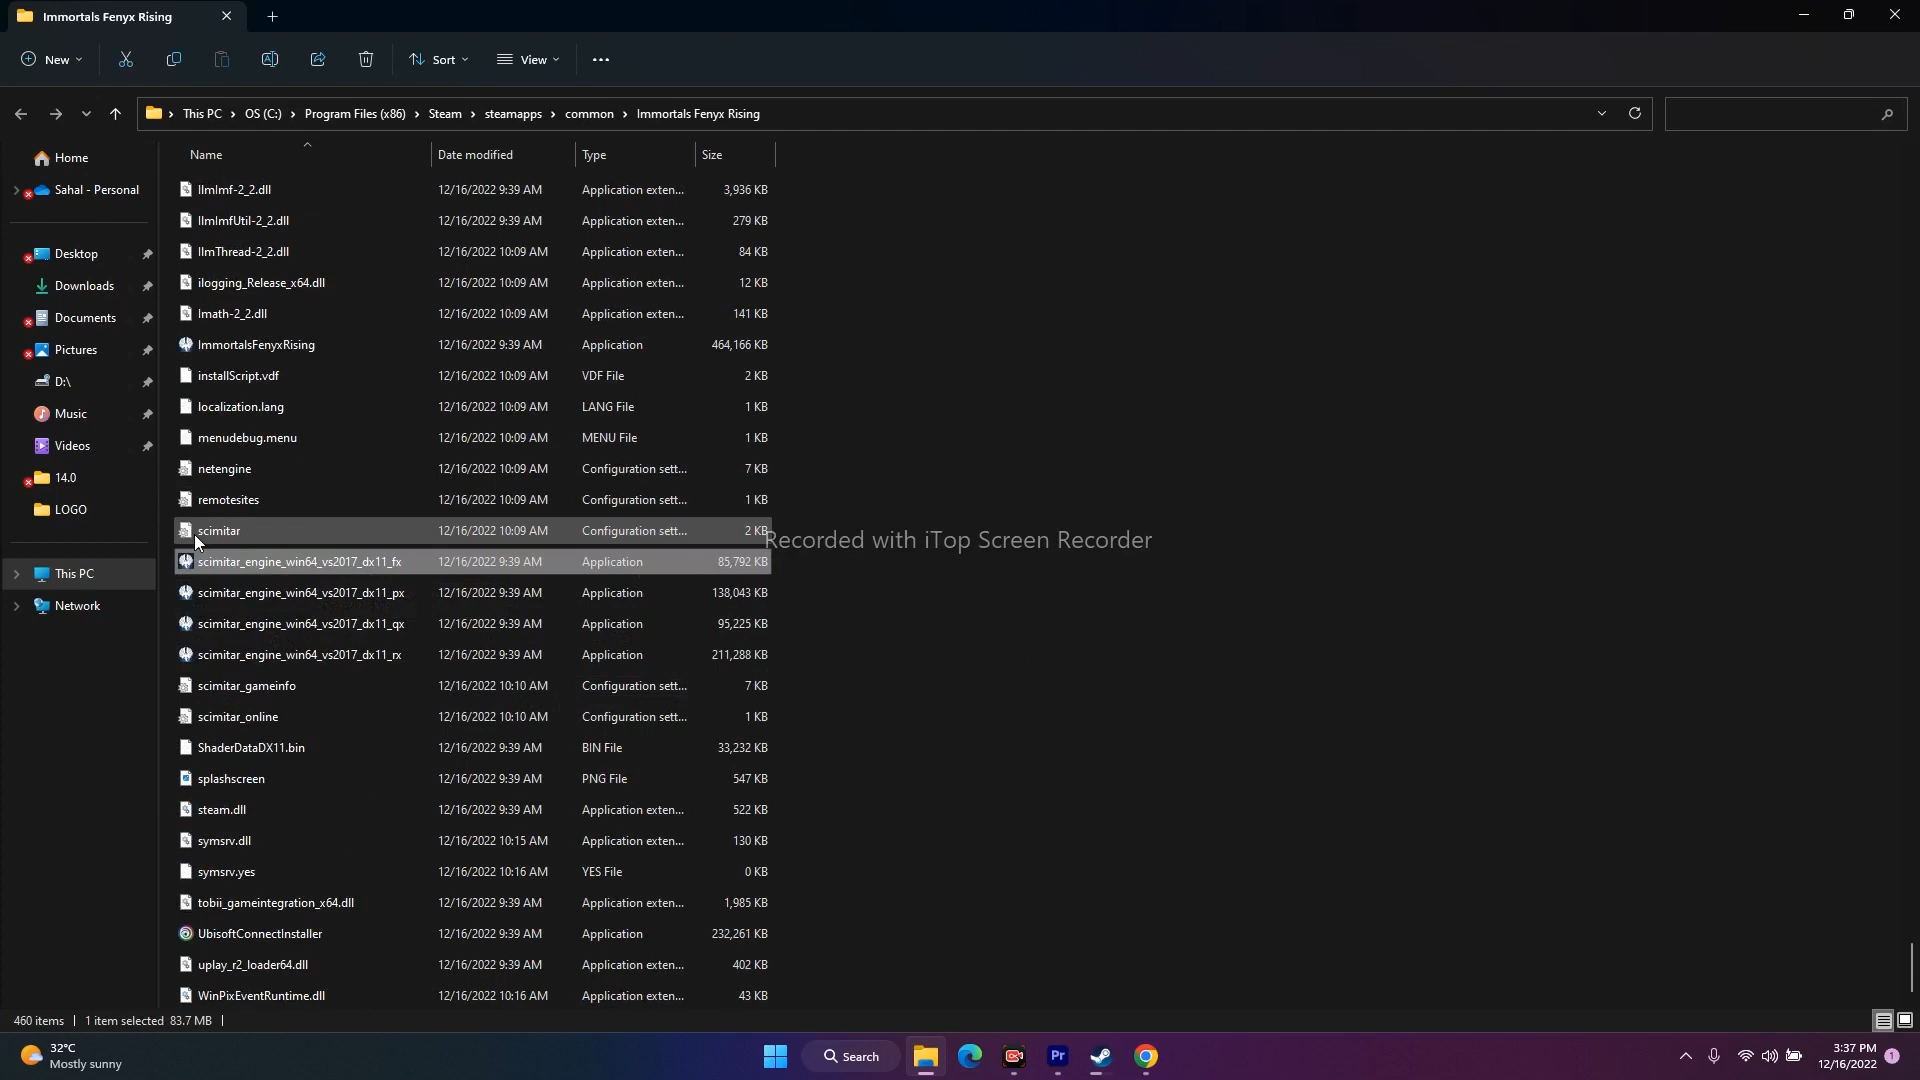 Immortals Fenyx Rising
New
Sort
View
This PC > OS (C:) > Program Files (x86) > Steam > steamapps > common > Immortals Fenyx Rising
Name Date modified Type Size
Home
Sahal - Personal
Desktop
Downloads
Documents
Pictures
D:\
Music
Videos
14.0
LOGO
This PC
Network
IlmImf-2_2.dll 12/16/2022 9:39 AM Application exten... 3,936 KB
IlmImfUtil-2_2.dll 12/16/2022 9:39 AM Application exten... 279 KB
IlmThread-2_2.dll 12/16/2022 10:09 AM Application exten... 84 KB
ilogging_Release_x64.dll 12/16/2022 10:09 AM Application exten... 12 KB
Imath-2_2.dll 12/16/2022 10:09 AM Application exten... 141 KB
ImmortalsFenyxRising 12/16/2022 9:39 AM Application 464,166 KB
installScript.vdf 12/16/2022 10:09 AM VDF File 2 KB
localization.lang 12/16/2022 10:09 AM LANG File 1 KB
menudebug.menu 12/16/2022 10:09 AM MENU File 1 KB
netengine 12/16/2022 10:09 AM Configuration sett... 7 KB
remotesites 12/16/2022 10:09 AM Configuration sett... 1 KB
scimitar 12/16/2022 10:09 AM Configuration sett... 2 KB
Recorded with iTop Screen Recorder
scimitar_engine_win64_vs2017_dx11_fx 12/16/2022 9:39 AM Application 85,792 KB
scimitar_engine_win64_vs2017_dx11_px 12/16/2022 9:39 AM Application 138,043 KB
scimitar_engine_win64_vs2017_dx11_qx 12/16/2022 9:39 AM Application 95,225 KB
scimitar_engine_win64_vs2017_dx11_rx 12/16/2022 9:39 AM Application 211,288 KB
scimitar_gameinfo 12/16/2022 10:10 AM Configuration sett... 7 KB
scimitar_online 12/16/2022 10:10 AM Configuration sett... 1 KB
ShaderDataDX11.bin 12/16/2022 9:39 AM BIN File 33,232 KB
splashscreen 12/16/2022 9:39 AM PNG File 547 KB
steam.dll 12/16/2022 9:39 AM Application exten... 522 KB
symsrv.dll 12/16/2022 10:15 AM Application exten... 130 KB
symsrv.yes 12/16/2022 10:16 AM YES File 0 KB
tobii_gameintegration_x64.dll 12/16/2022 9:39 AM Application exten... 1,985 KB
UbisoftConnectInstaller 12/16/2022 9:39 AM Application 232,261 KB
uplay_r2_loader64.dll 12/16/2022 9:39 AM Application exten... 402 KB
WinPixEventRuntime.dll 12/16/2022 10:16 AM Application exten... 43 KB
460 items | 1 item selected 83.7 MB |
32°C
Mostly sunny
Search
Pr
3:37 PM
12/16/2022
1